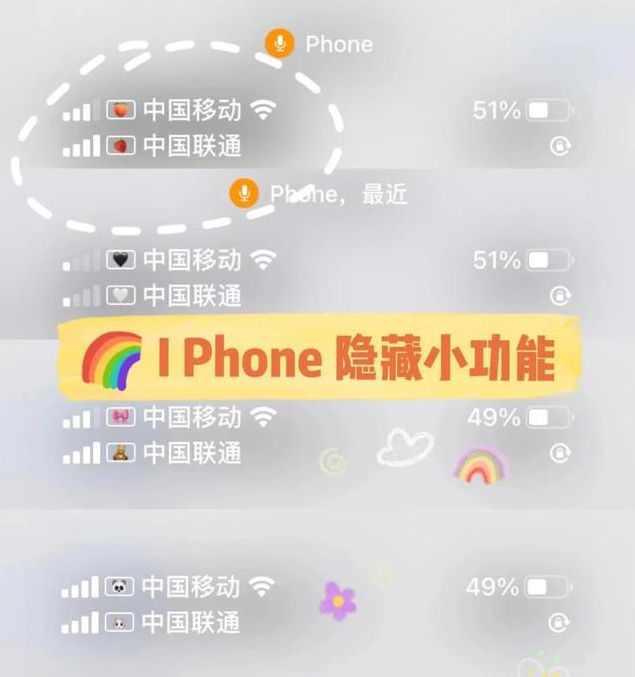 Phone
中国移动 51%
中国联通
Phone，最近
中国移动 51%
中国联通
I Phone 隐藏小功能
中国移动 49%
中国联通
中国移动 49%
中国联通